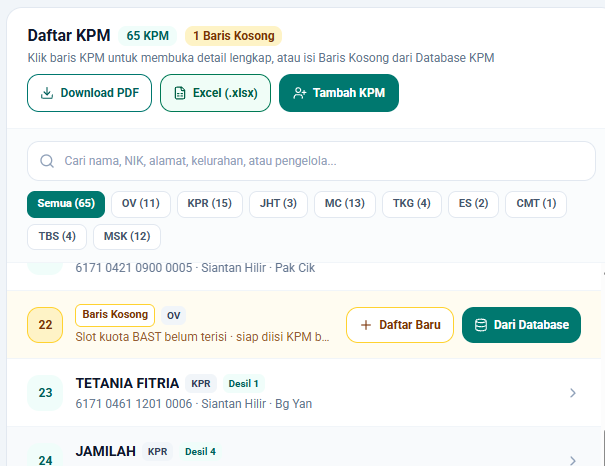 Daftar KPM 65 KPM 1 Baris Kosong
Klik baris KPM untuk membuka detail lengkap, atau isi Baris Kosong dari Database KPM
Download PDF Excel (.xlsx) Tambah KPM
Cari nama, NIK, alamat, kelurahan, atau pengelola...
Semua (65) OV (11) KPR (15) JHT (3) MC (13) TKG (4) ES (2) CMT (1)
TBS (4) MSK (12)
6171 0421 0900 0005 · Siantan Hilir · Pak Cik
22 Baris Kosong OV
Slot kuota BAST belum terisi · siap diisi KPM b...
Daftar Baru Dari Database
23 TETANIA FITRIA KPR Desil 1
6171 0461 1201 0006 · Siantan Hilir · Bg Yan
24 JAMILAH KPR Desil 4